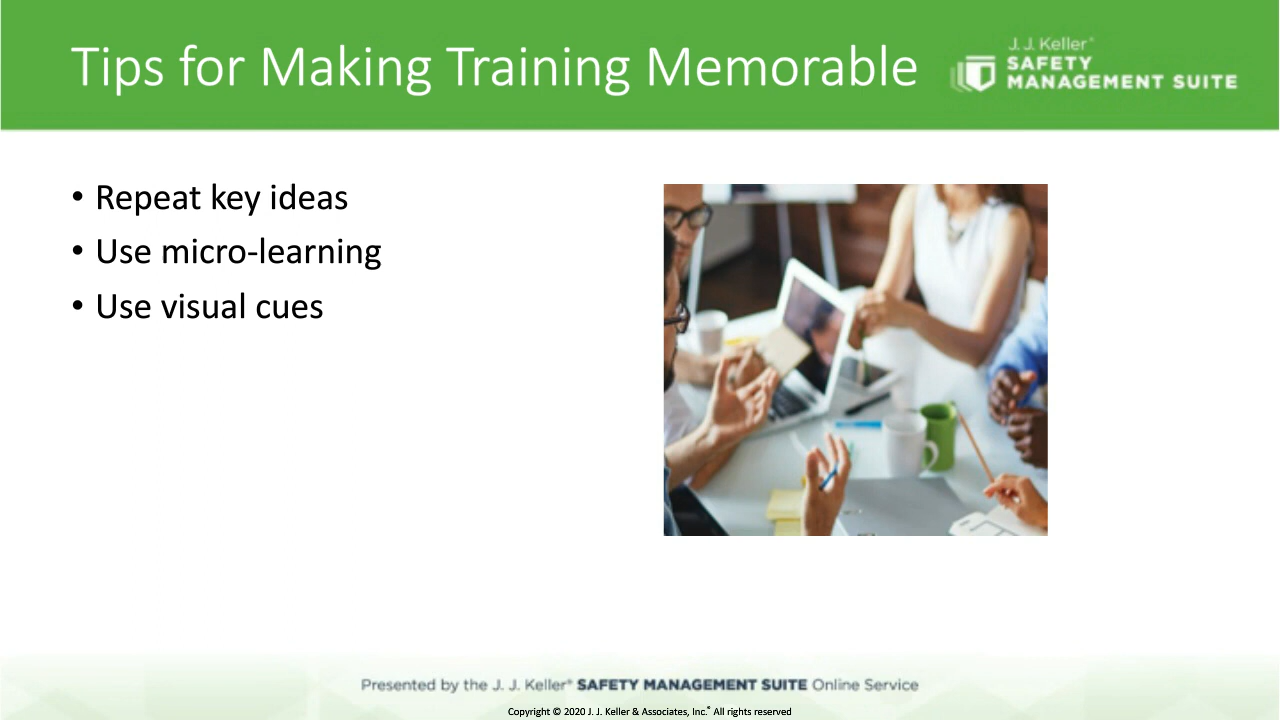 Tips for Making Training Memorable
J. J. Keller®
SAFETY
MANAGEMENT SUITE
• Repeat key ideas
• Use micro-learning
• Use visual cues
Presented by the J. J. Keller® SAFETY MANAGEMENT SUITE Online Service
Copyright © 2020 J. J. Keller & Associates, Inc.® All rights reserved